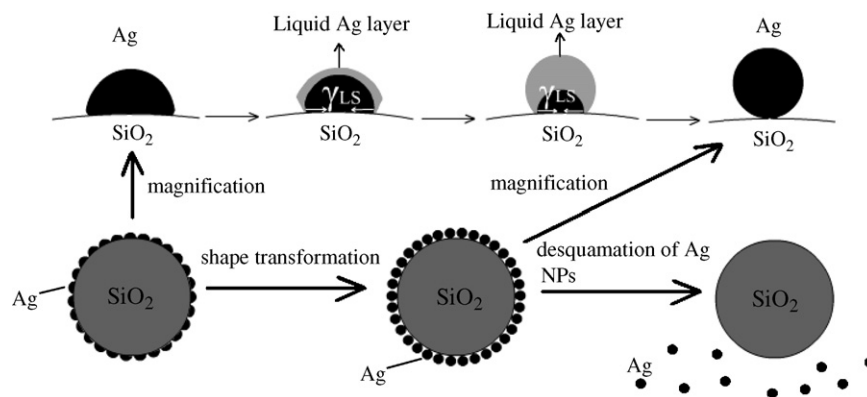 Ag
Liquid Ag layer
Liquid Ag layer
Ag
γLS
γLS
SiO₂
SiO₂
SiO₂
SiO₂
magnification
magnification
shape transformation
desquamation of Ag
NPs
Ag
SiO₂
SiO₂
SiO₂
Ag
Ag